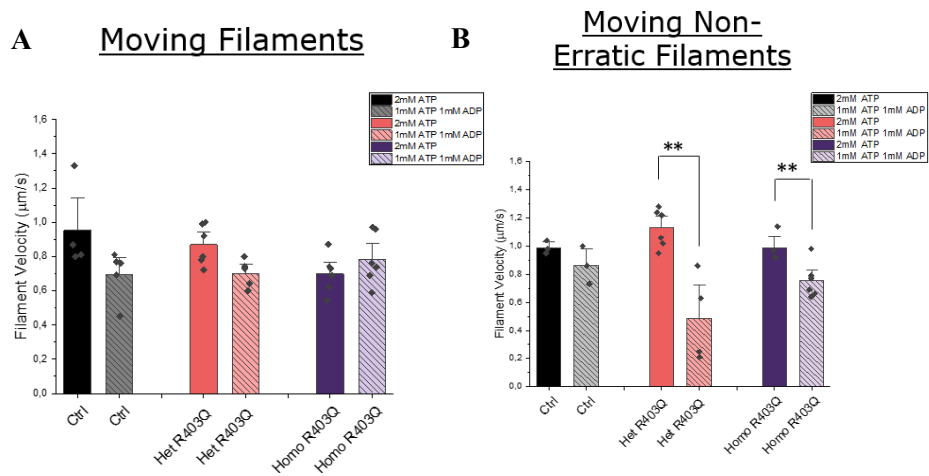 A
Moving Filaments
2mM ATP
1mM ATP 1mM ADP
2mM ATP
1mM ATP 1mM ADP
2mM ATP
1mM ATP 1mM ADP
Filament Velocity (µm/s)
1,6
1,4
1,2
1,0
0,8
0,6
0,4
0,2
0,0
Ctrl
Ctrl
Het R403Q
Het R403Q
Homo R403Q
Homo R403Q
B
Moving Non-
Erratic Filaments
2mM ATP
1mM ATP 1mM ADP
2mM ATP
1mM ATP 1mM ADP
2mM ATP
1mM ATP 1mM ADP
**
**
Filament Velocity (µm/s)
1,6
1,4
1,2
1,0
0,8
0,6
0,4
0,2
0,0
Ctrl
Ctrl
Het R403Q
Het R403Q
Homo R403Q
Homo R403Q